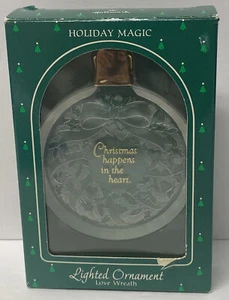 HOLIDAY MAGIC
Christmas
happens
in the
heart.
Lighted Ornament
Love Wreath